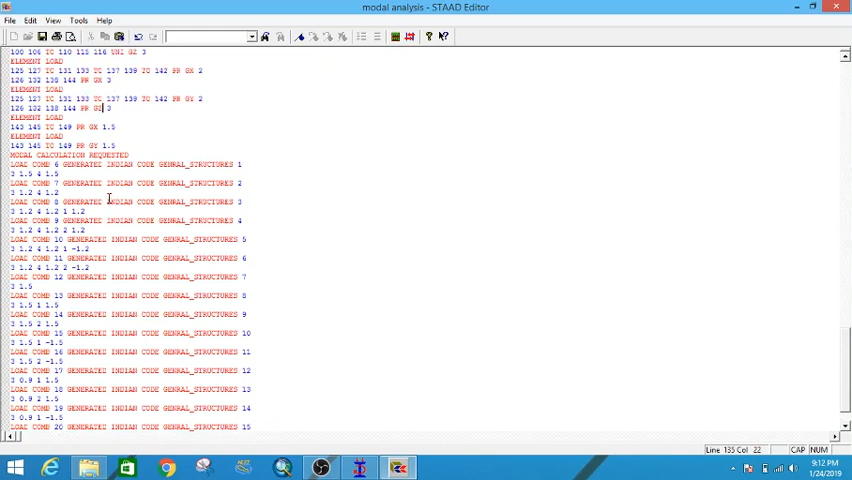 modal analysis - STAAD Editor
File Edit View Tools Help
100 106 TO 110 115 116 UNI GZ 3
ELEMENT LOAD
125 127 TO 131 133 TO 137 139 TO 142 PR GX 2
126 132 138 144 PR GX 3
ELEMENT LOAD
125 127 TO 131 133 TO 137 139 TO 142 PR GY 2
126 132 138 144 PR GZ 3
ELEMENT LOAD
143 145 TO 149 PR GX 1.5
ELEMENT LOAD
143 145 TO 149 PR GY 1.5
MODAL CALCULATION REQUESTED
LOAD COMB 6 GENERATED INDIAN CODE GENRAL_STRUCTURES 1
3 1.5 4 1.5
LOAD COMB 7 GENERATED INDIAN CODE GENRAL_STRUCTURES 2
3 1.2 4 1.2
LOAD COMB 8 GENERATED INDIAN CODE GENRAL_STRUCTURES 3
3 1.2 4 1.2 1 1.2
LOAD COMB 9 GENERATED INDIAN CODE GENRAL_STRUCTURES 4
3 1.2 4 1.2 2 1.2
LOAD COMB 10 GENERATED INDIAN CODE GENRAL_STRUCTURES 5
3 1.2 4 1.2 1 -1.2
LOAD COMB 11 GENERATED INDIAN CODE GENRAL_STRUCTURES 6
3 1.2 4 1.2 2 -1.2
LOAD COMB 12 GENERATED INDIAN CODE GENRAL_STRUCTURES 7
3 1.5
LOAD COMB 13 GENERATED INDIAN CODE GENRAL_STRUCTURES 8
3 1.5 1 1.5
LOAD COMB 14 GENERATED INDIAN CODE GENRAL_STRUCTURES 9
3 1.5 2 1.5
LOAD COMB 15 GENERATED INDIAN CODE GENRAL_STRUCTURES 10
3 1.5 1 -1.5
LOAD COMB 16 GENERATED INDIAN CODE GENRAL_STRUCTURES 11
3 1.5 2 -1.5
LOAD COMB 17 GENERATED INDIAN CODE GENRAL_STRUCTURES 12
3 0.9 1 1.5
LOAD COMB 18 GENERATED INDIAN CODE GENRAL_STRUCTURES 13
3 0.9 2 1.5
LOAD COMB 19 GENERATED INDIAN CODE GENRAL_STRUCTURES 14
3 0.9 1 -1.5
LOAD COMB 20 GENERATED INDIAN CODE GENRAL_STRUCTURES 15
Line 135 Col 22 CAP NUM
9:12 PM
1/24/2019